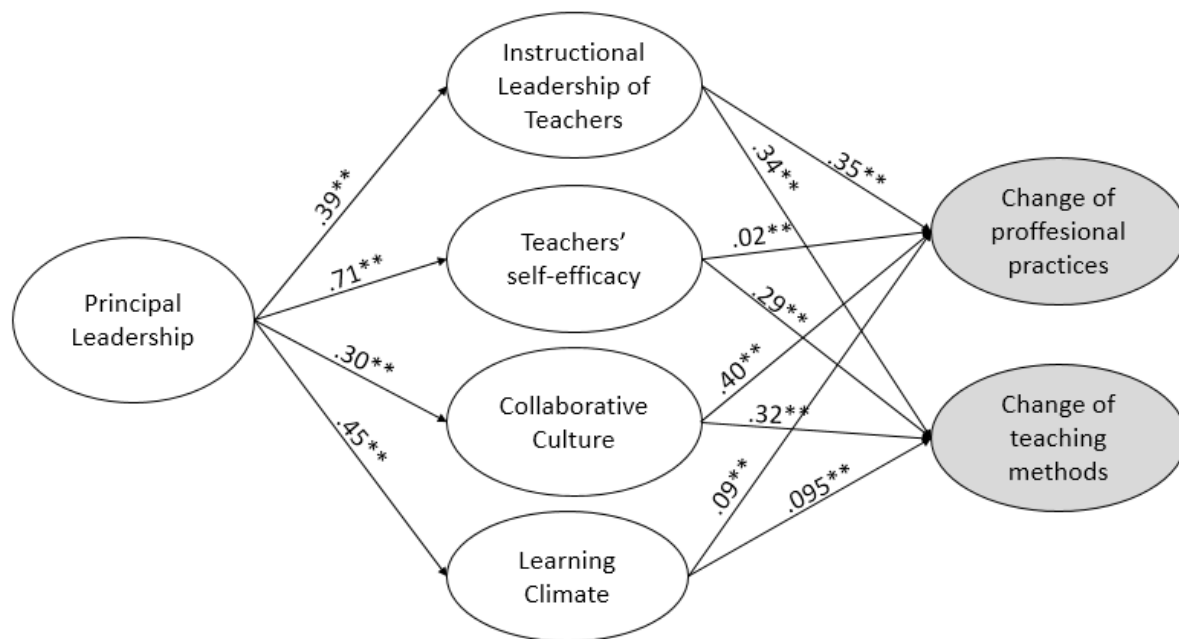 Instructional
Leadership of
Teachers
.39**
.35**
.34**
Teachers'
self-efficacy
.71**
.02**
.29**
Change of
proffesional
practices
Principal
Leadership
.30**
.40**
Collaborative
Culture
.32**
Change of
teaching
methods
.45**
.09**
.095**
Learning
Climate